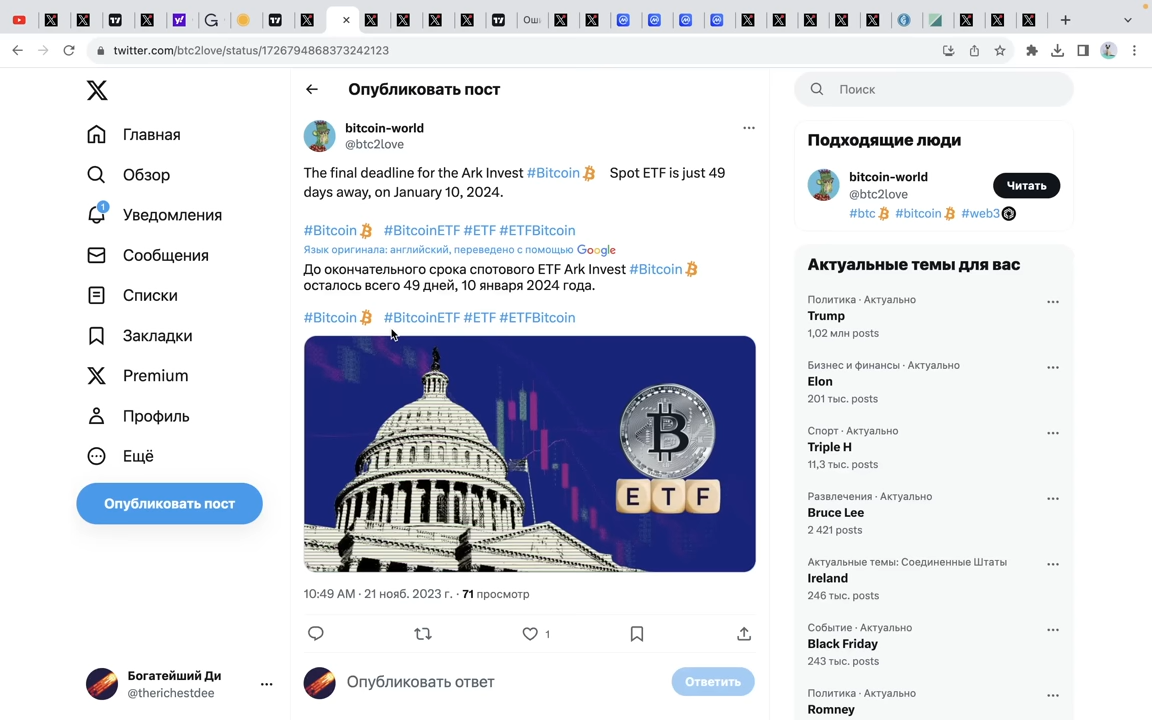 Ош
twitter.com/btc2love/status/1726794868373242123
Главная
Обзор
1
Уведомления
Сообщения
Списки
Закладки
Premium
Профиль
Ещё
Опубликовать пост
Богатейший Ди
@therichestdee
Опубликовать пост
bitcoin-world
@btc2love
The final deadline for the Ark Invest #Bitcoin Spot ETF is just 49
days away, on January 10, 2024.
#Bitcoin #BitcoinETF #ETF #ETFBitcoin
Язык оригинала: английский, переведено с помощью Google
До окончательного срока спотового ETF Ark Invest #Bitcoin
осталось всего 49 дней, 10 января 2024 года.
#Bitcoin #BitcoinETF #ETF #ETFBitcoin
ETF
10:49 AM · 21 нояб. 2023 г. · 71 просмотр
1
Опубликовать ответ
Ответить
Поиск
Подходящие люди
bitcoin-world
@btc2love
Читать
#btc #bitcoin #web3
Актуальные темы для вас
Политика · Актуально
Trump
1,02 млн posts
Бизнес и финансы · Актуально
Elon
201 тыс. posts
Спорт · Актуально
Triple H
11,3 тыс. posts
Развлечения · Актуально
Bruce Lee
2 421 posts
Актуальные темы: Соединенные Штаты
Ireland
246 тыс. posts
Событие · Актуально
Black Friday
243 тыс. posts
Политика · Актуально
Romney